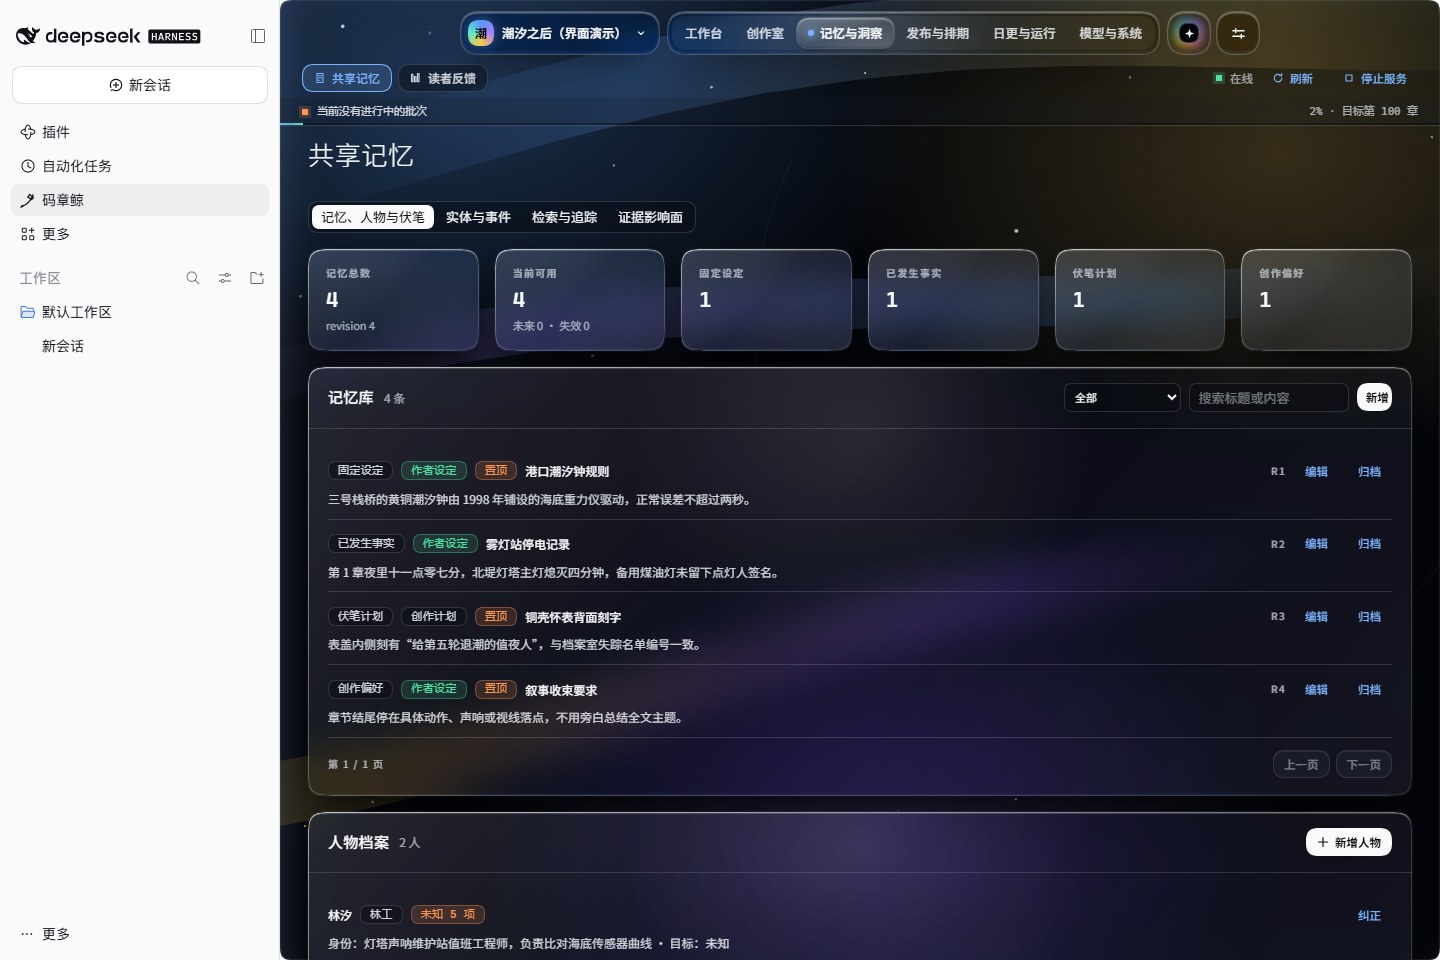 deepseek HARNESS
新会话
插件
自动化任务
码章鲸
更多
工作区
默认工作区
新会话
更多
潮 潮汐之后（界面演示） 工作台 创作室 记忆与洞察 发布与排期 日更与运行 模型与系统
共享记忆 读者反馈 在线 刷新 停止服务
当前没有进行中的批次 2% · 目标第 100 章
共享记忆
记忆、人物与伏笔 实体与事件 检索与追踪 证据影响面
记忆总数 当前可用 固定设定 已发生事实 伏笔计划 创作偏好
4 4 1 1 1 1
revision 4 未来 0 · 失效 0
记忆库 4 条 全部 搜索标题或内容 新增
固定设定 作者设定 置顶 港口潮汐钟规则 R1 编辑 归档
三号栈桥的黄铜潮汐钟由 1998 年铺设的海底重力仪驱动，正常误差不超过两秒。
已发生事实 作者设定 雾灯站停电记录 R2 编辑 归档
第 1 章夜里十一点零七分，北堤灯塔主灯熄灭四分钟，备用煤油灯未留下点灯人签名。
伏笔计划 创作计划 置顶 铜壳怀表背面刻字 R3 编辑 归档
表盖内侧刻有“给第五轮退潮的值夜人”，与档案室失踪名单编号一致。
创作偏好 作者设定 置顶 叙事收束要求 R4 编辑 归档
章节结尾停在具体动作、声响或视线落点，不用旁白总结全文主题。
第 1 / 1 页 上一页 下一页
人物档案 2 人 新增人物
林汐 林工 未知 5 项 纠正
身份：灯塔声呐维护站值班工程师，负责比对海底传感器曲线 · 目标：未知